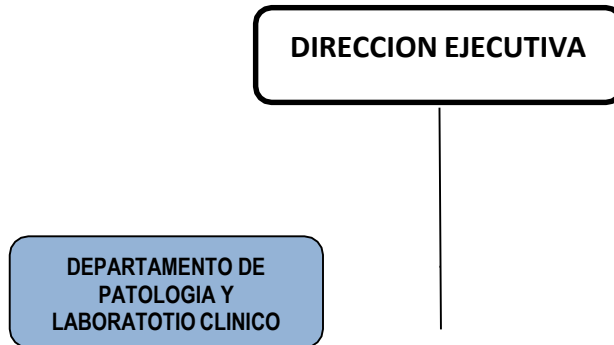 DIRECCION EJECUTIVA
DEPARTAMENTO DE
PATOLOGIA Y
LABORATOTIO CLINICO